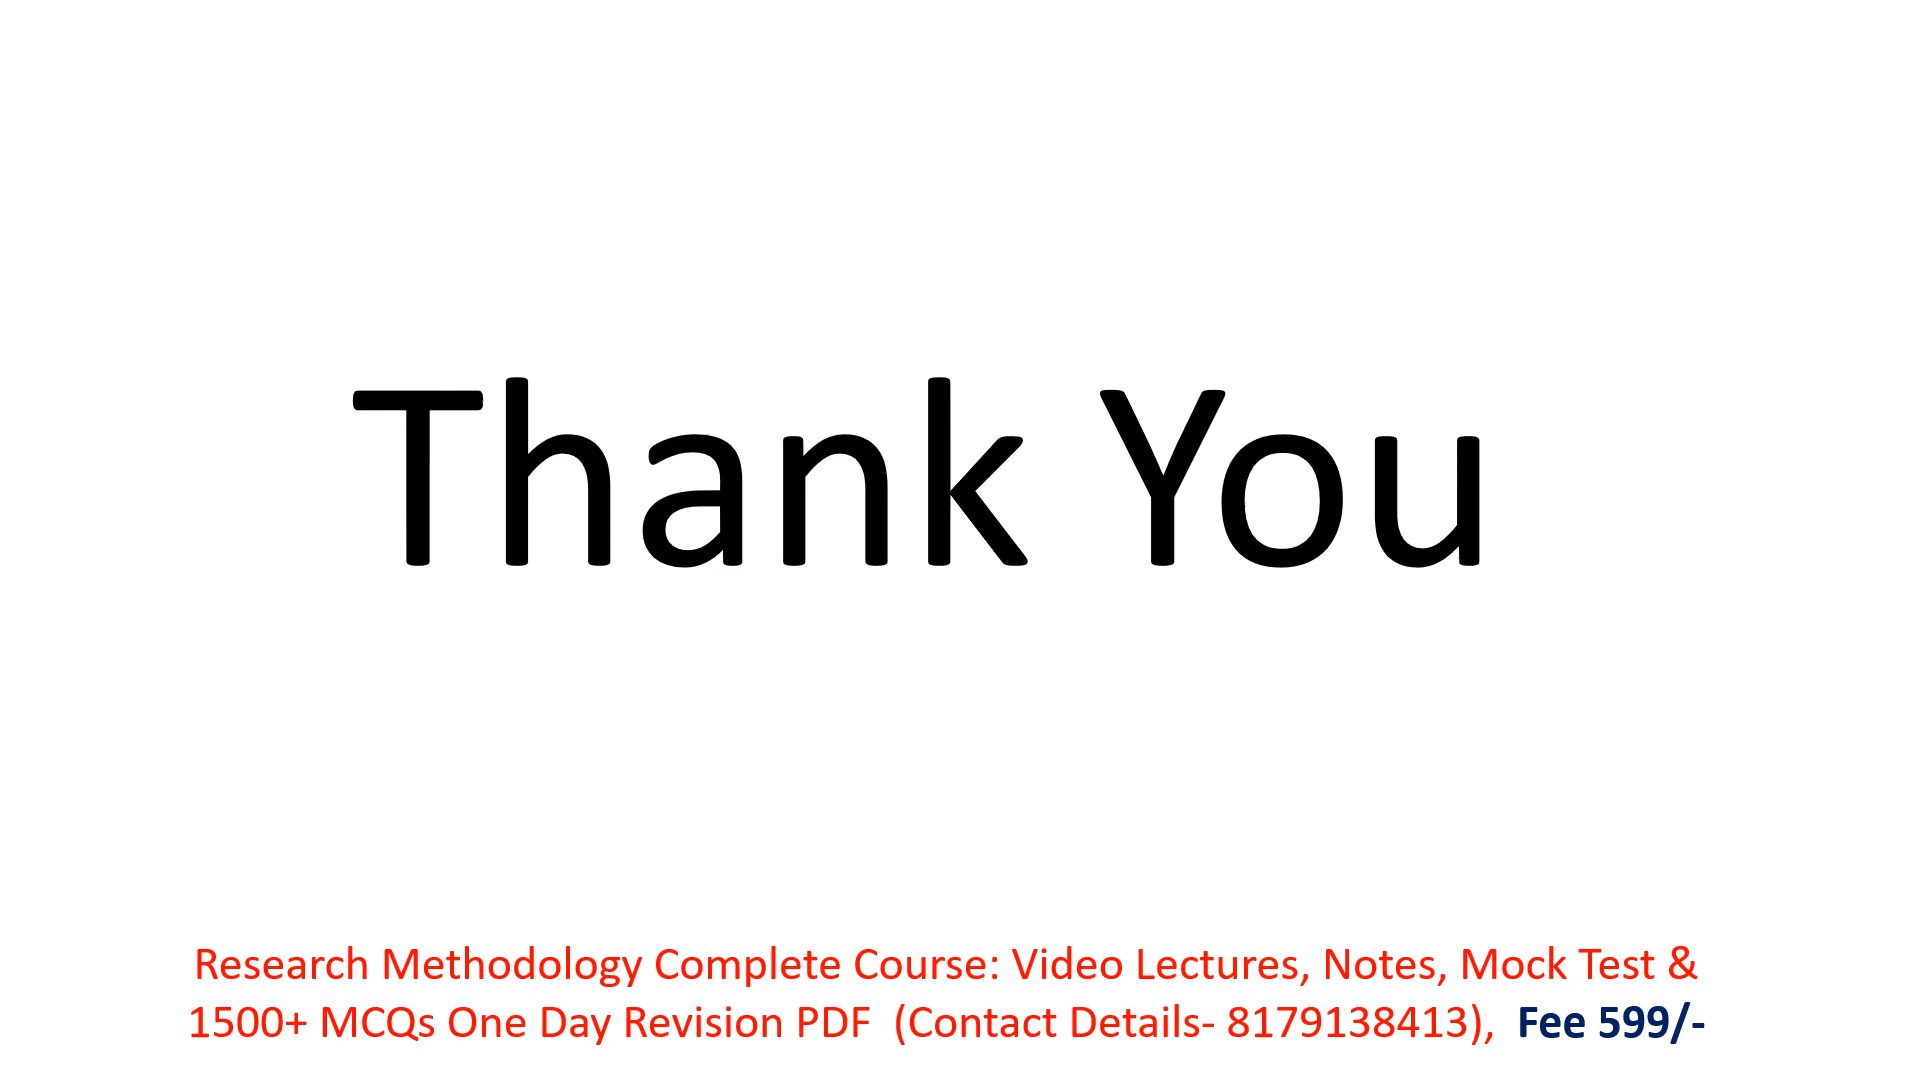 Thank You
Research Methodology Complete Course: Video Lectures, Notes, Mock Test &
1500+ MCQs One Day Revision PDF (Contact Details- 8179138413), Fee 599/-